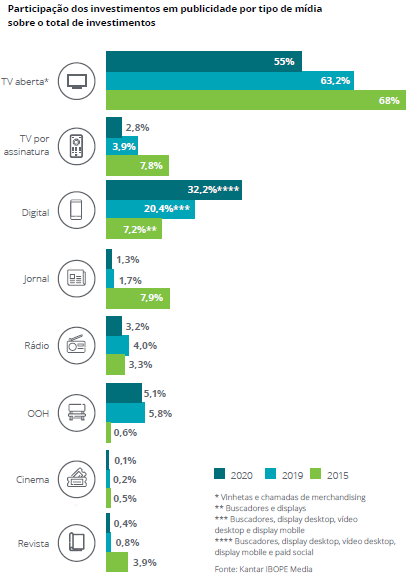 Participação dos investimentos em publicidade por tipo de mídia
sobre o total de investimentos
TV aberta*
55%
63,2%
68%
TV por
assinatura
2,8%
3,9%
7,8%
Digital
32,2%****
20,4%***
7,2%**
Jornal
1,3%
1,7%
7,9%
Rádio
3,2%
4,0%
3,3%
OOH
5,1%
5,8%
0,6%
Cinema
0,1%
0,2%
0,5%
Revista
0,4%
0,8%
3,9%
2020 2019 2015
* Vinhetas e chamadas de merchandising
** Buscadores e displays
*** Buscadores, display desktop, vídeo
desktop e display mobile
**** Buscadores, display desktop, vídeo desktop,
display mobile e paid social
Fonte: Kantar IBOPE Media